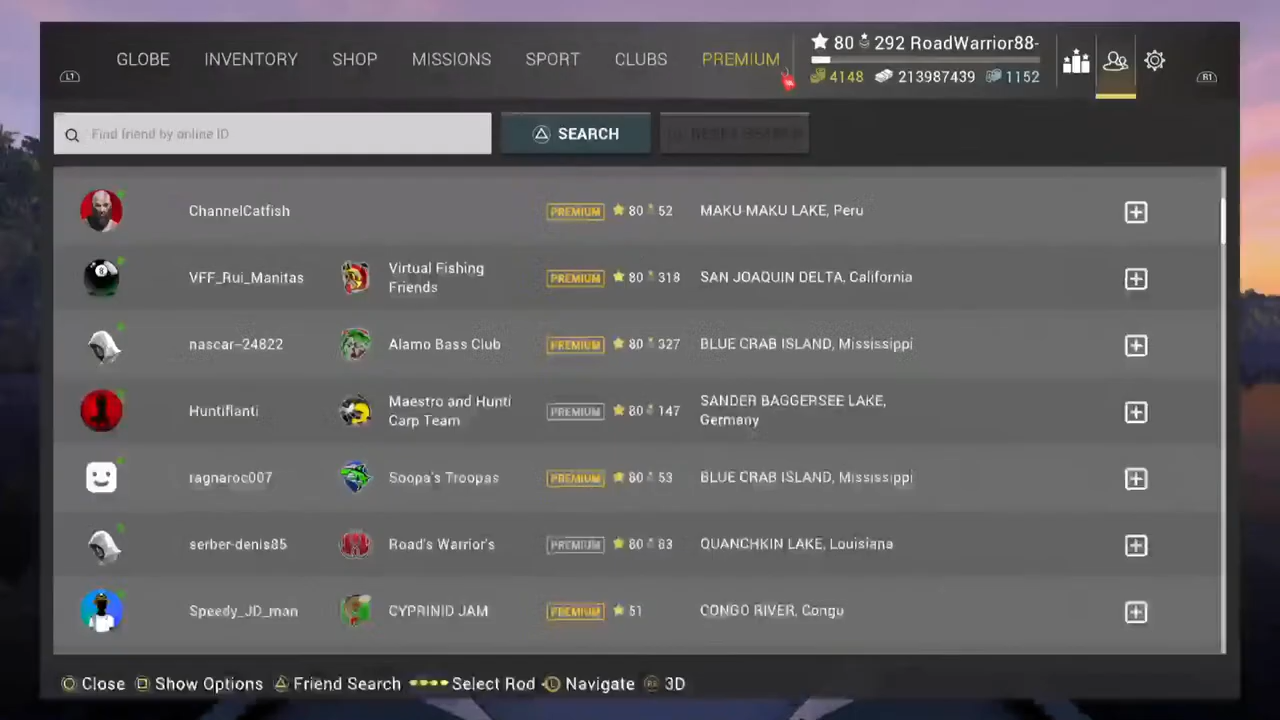 L1
GLOBE INVENTORY SHOP MISSIONS SPORT CLUBS PREMIUM
80 292 RoadWarrior88-
4148 213987439 1152
R1
Find friend by online ID
SEARCH
ChannelCatfish PREMIUM 80 52 MAKU-MAKU LAKE, Peru
VFF_Rui_Manitas Virtual Fishing Friends PREMIUM 80 318 SAN JOAQUIN DELTA, California
nascar-24822 Alamo Bass Club PREMIUM 80 327 BLUE CRAB ISLAND, Mississippi
Huntiflanti Maestro and Hunti Carp Team PREMIUM 80 147 SANDER BAGGERSEE LAKE, Germany
ragnaroc007 Soopa's Troopas PREMIUM 80 53 BLUE CRAB ISLAND, Mississippi
serber-denis85 Road's Warrior's PREMIUM 80 83 QUANCHKIN LAKE, Louisiana
Speedy_JD_man CYPRINID JAM PREMIUM 51 CONGO RIVER, Congo
Close Show Options Friend Search Select Rod L Navigate 3D